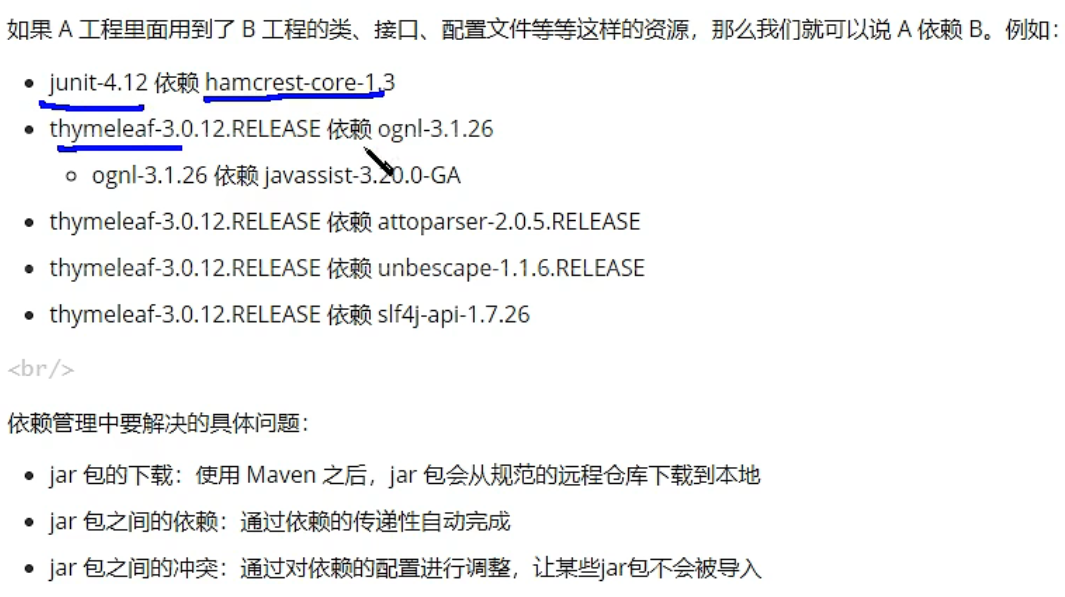 如果 A 工程里面用到了 B 工程的类、接口、配置文件等等这样的资源，那么我们就可以说 A 依赖 B。例如：
junit-4.12 依赖 hamcrest-core-1.3
thymeleaf-3.0.12.RELEASE 依赖 ognl-3.1.26
ognl-3.1.26 依赖 javassist-3.20.0-GA
thymeleaf-3.0.12.RELEASE 依赖 attoparser-2.0.5.RELEASE
thymeleaf-3.0.12.RELEASE 依赖 unbescape-1.1.6.RELEASE
thymeleaf-3.0.12.RELEASE 依赖 slf4j-api-1.7.26
<br/>
依赖管理中要解决的具体问题：
jar 包的下载：使用 Maven 之后，jar 包会从规范的远程仓库下载到本地
jar 包之间的依赖：通过依赖的传递性自动完成
jar 包之间的冲突：通过对依赖的配置进行调整，让某些jar包不会被导入